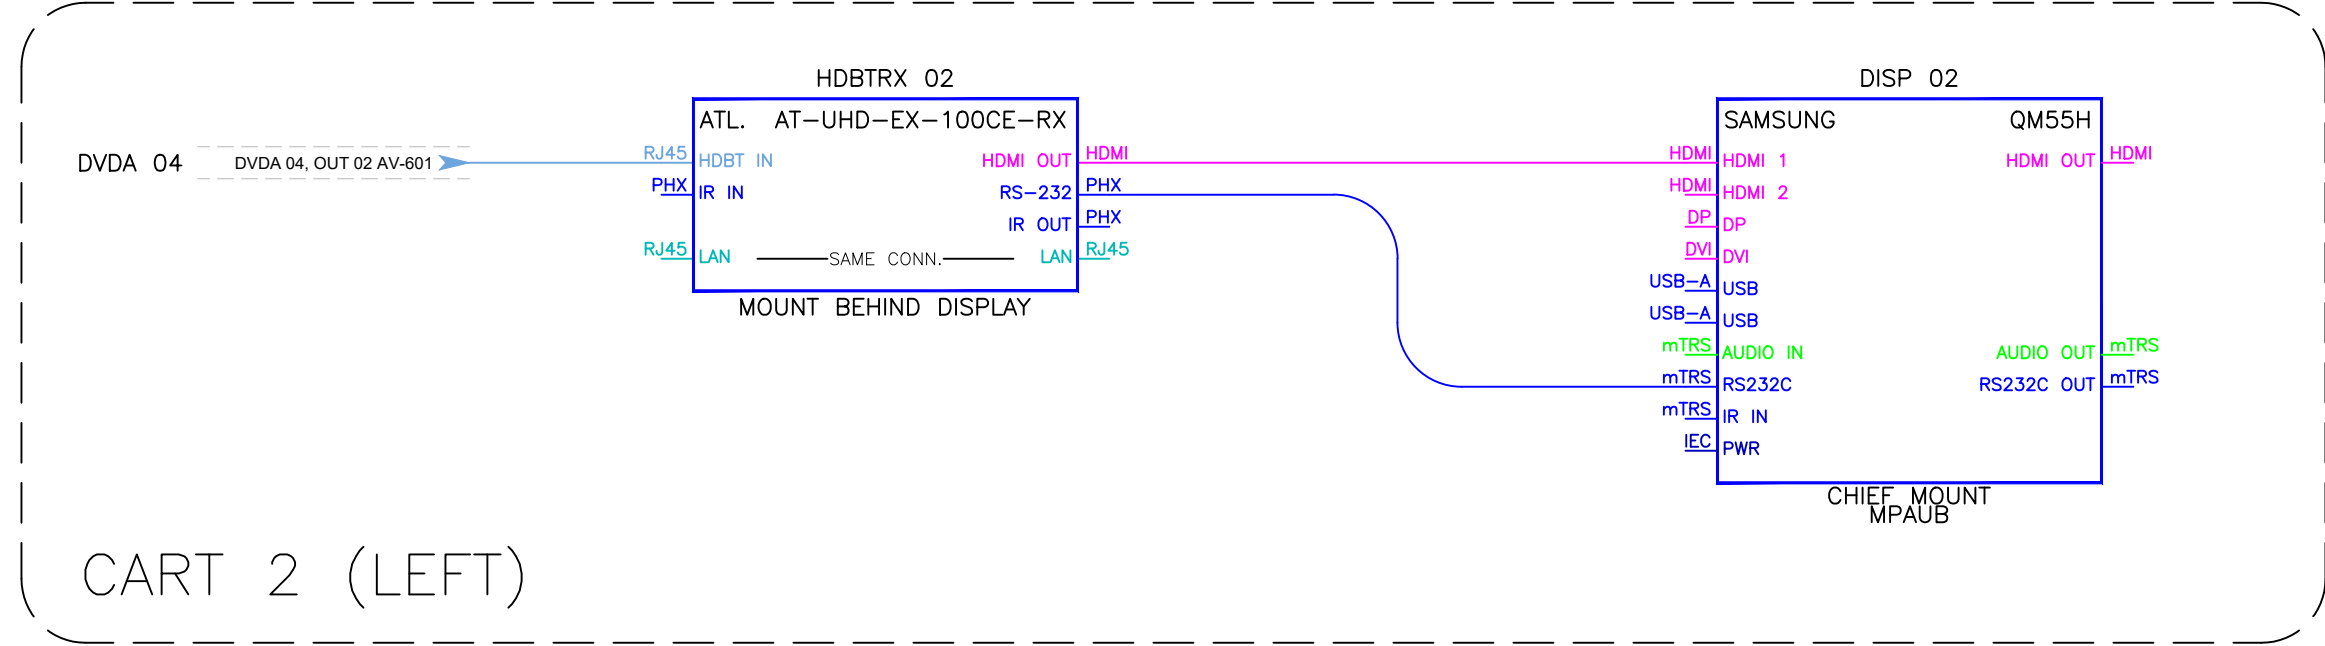 HDBTRX 02
DISP 02
ATL. AT-UHD-EX-100CE-RX
SAMSUNG QM55H
DVDA 04 DVDA 04, OUT 02 AV-601
RJ45 HDBT IN HDMI OUT HDMI
HDMI HDMI 1 HDMI OUT HDMI
PHX IR IN RS-232 PHX
HDMI HDMI 2
IR OUT PHX
DP DP
RJ45 LAN SAME CONN. LAN RJ45
DVI DVI
USB-A USB
MOUNT BEHIND DISPLAY
USB-A USB
mTRS AUDIO IN AUDIO OUT mTRS
mTRS RS232C RS232C OUT mTRS
mTRS IR IN
IEC PWR
CHIEF MOUNT
MPAUB
CART 2 (LEFT)